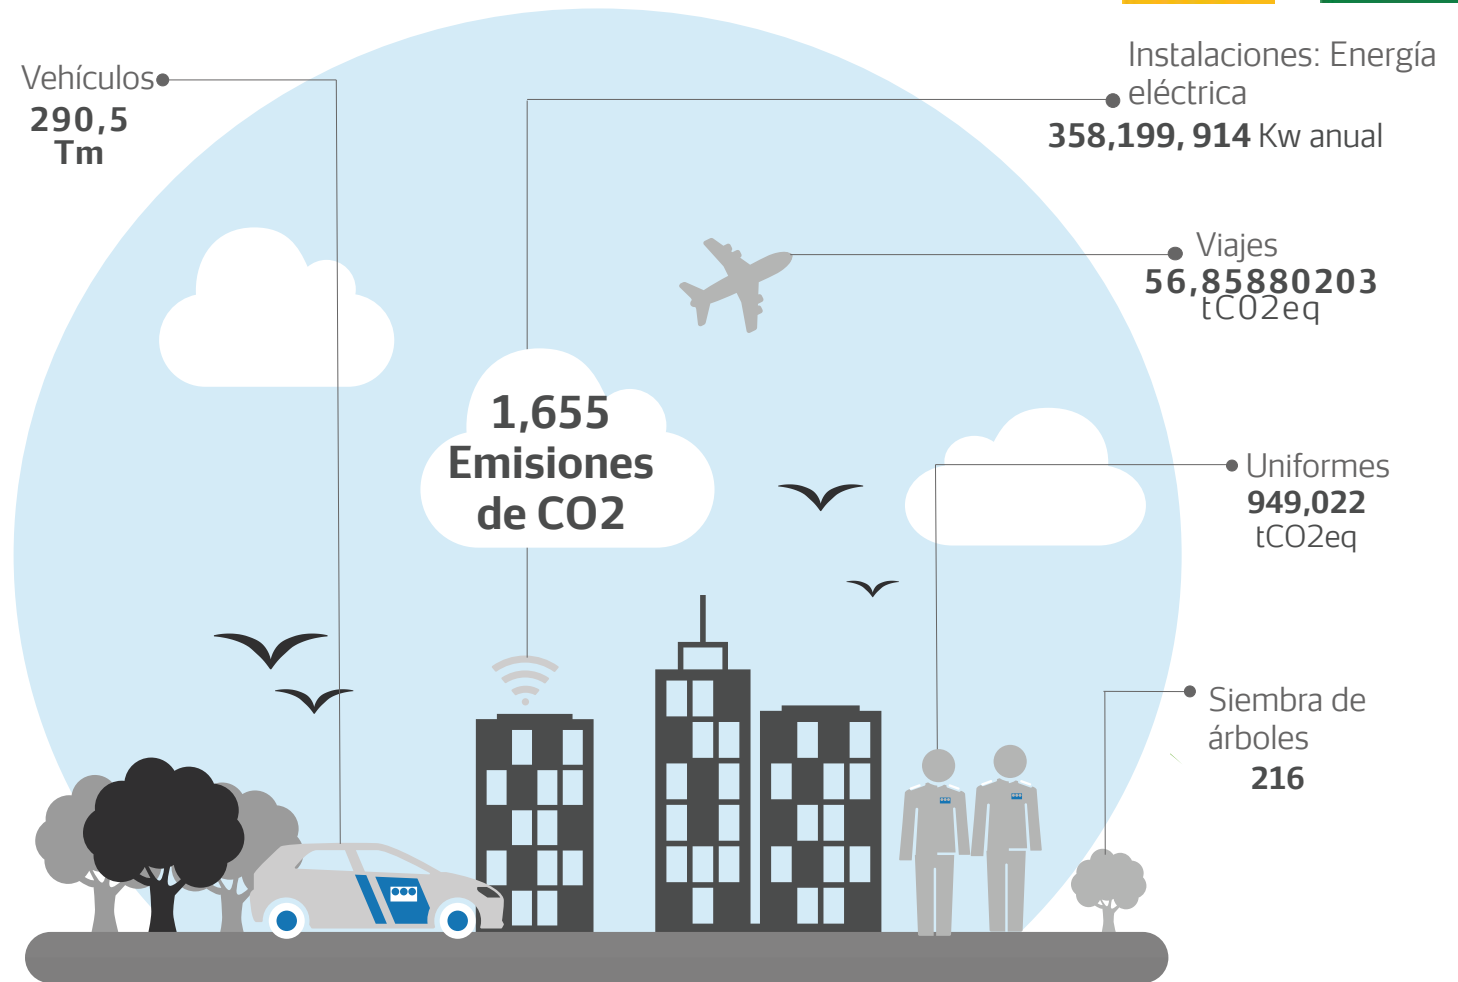 Vehículos
290,5
Tm
Instalaciones: Energía
eléctrica
358,199, 914 Kw anual
Viajes
56,85880203
tC02eq
1,655
Emisiones
de CO2
Uniformes
949,022
tCO2eq
Siembra de
árboles
216